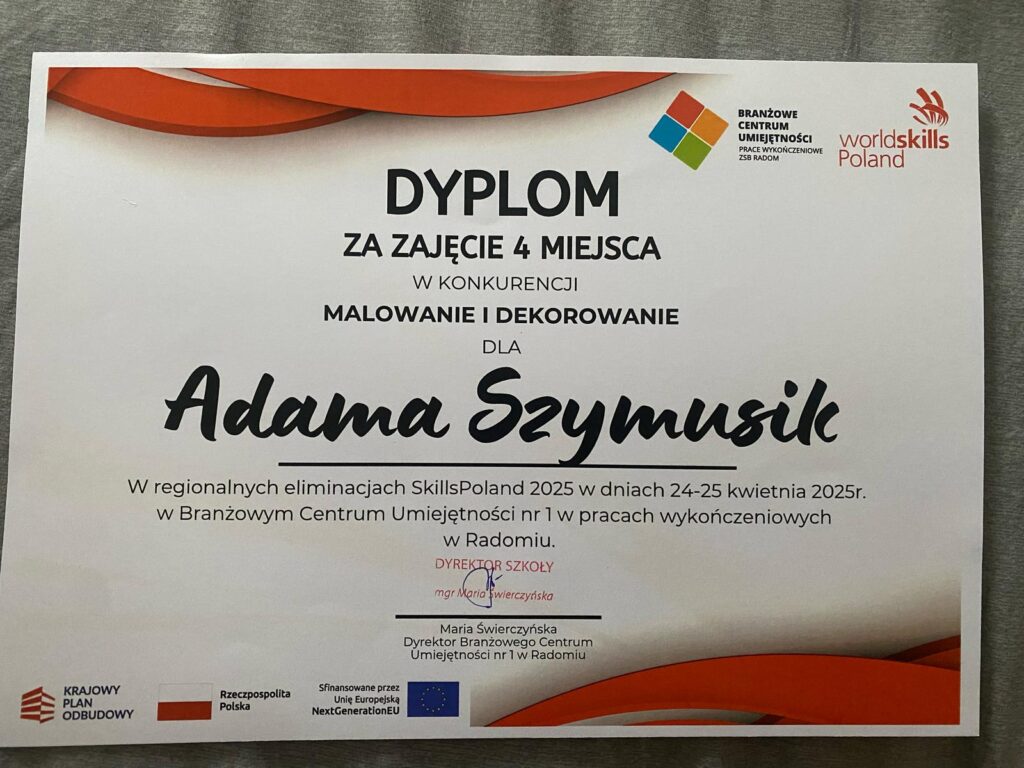 BRANŻOWE
CENTRUM
UMIEJĘTNOŚCI
PRACE WYKOŃCZENIOWE
ZSB RADOM
worldskills
Poland
DYPLOM
ZA ZAJĘCIE 4 MIEJSCA
W KONKURENCJI
MALOWANIE I DEKOROWANIE
DLA
Adama Szymusik
W regionalnych eliminacjach SkillsPoland 2025 w dniach 24-25 kwietnia 2025r.
w Branżowym Centrum Umiejętności nr 1 w pracach wykończeniowych
w Radomiu.
DYREKTOR SZKOŁY
mgr Maria Świerczyńska
Maria Świerczyńska
Dyrektor Branżowego Centrum
Umiejętności nr 1 w Radomiu
KRAJOWY
PLAN
ODBUDOWY
Rzeczpospolita
Polska
Sfinansowane przez
Unię Europejską
NextGenerationEU